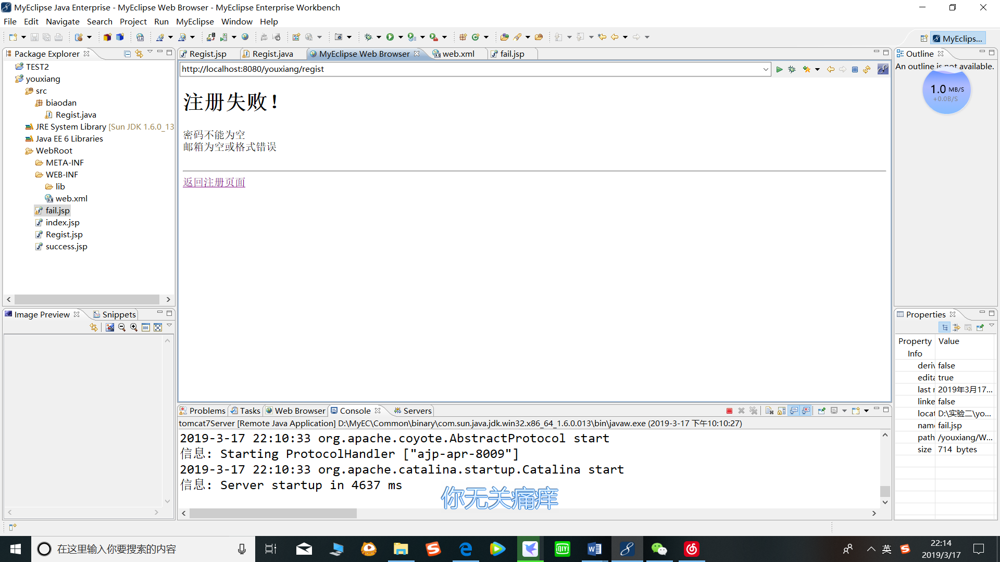 MyEclipse Java Enterprise - MyEclipse Web Browser - MyEclipse Enterprise Workbench
File Edit Navigate Search Project Run MyEclipse Window Help
MyEclips...
Package Explorer
TEST2
youxiang
src
biaodan
Regist.java
JRE System Library [Sun JDK 1.6.0_13
Java EE 6 Libraries
WebRoot
META-INF
WEB-INF
lib
web.xml
fail.jsp
index.jsp
Regist.jsp
success.jsp
Image Preview Snippets
Regist.jsp Regist.java MyEclipse Web Browser web.xml fail.jsp
http://localhost:8080/youxiang/regist
注册失败！
密码不能为空
邮箱为空或格式错误
返回注册页面
Problems Tasks Web Browser Console Servers
tomcat7Server [Remote Java Application] D:\MyEC\Common\binary\com.sun.java.jdk.win32.x86_64_1.6.0.013\bin\javaw.exe (2019-3-17 下午10:10:27)
2019-3-17 22:10:33 org.apache.coyote.AbstractProtocol start
信息: Starting ProtocolHandler ["ajp-apr-8009"]
2019-3-17 22:10:33 org.apache.catalina.startup.Catalina start
信息: Server startup in 4637 ms
你无关痛痒
Outline
An outline is not available.
1.0 MB/S
+0.0B/S
Properties
Property Value
Info
deriv false
edita true
last r 2019年3月17...
linke false
locat D:\实验二\yo...
nam fail.jsp
path /youxiang/W...
size 714 bytes
在这里输入你要搜索的内容
英
22:14
2019/3/17